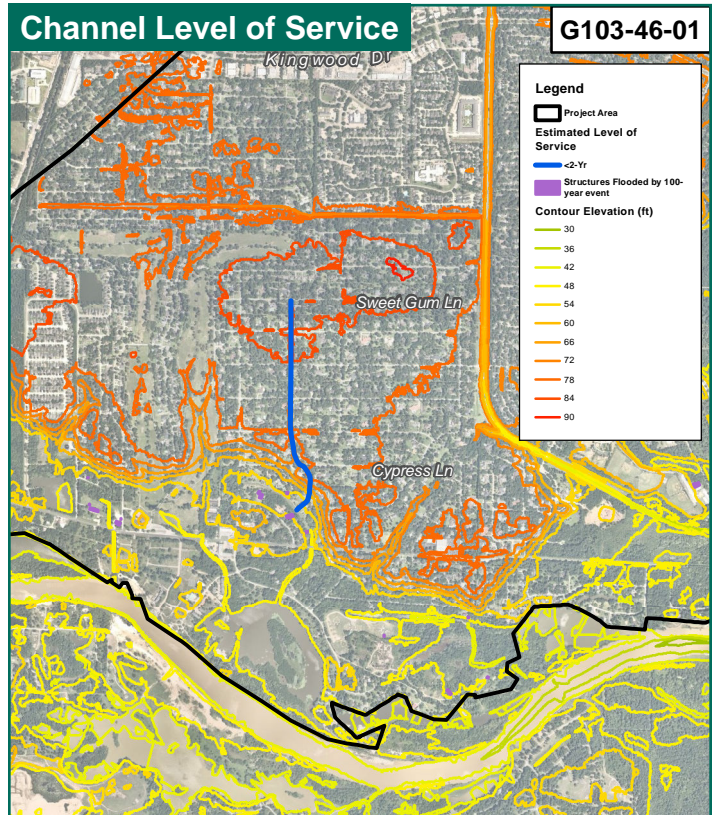 Channel Level of Service
G103-46-01
Kingwood Dr
Legend
Project Area
Estimated Level of
Service
<2-Yr
Structures Flooded by 100-
year event
Contour Elevation (ft)
30
36
42
48
54
60
66
72
78
84
90
Sweet Gum Ln
Cypress Ln